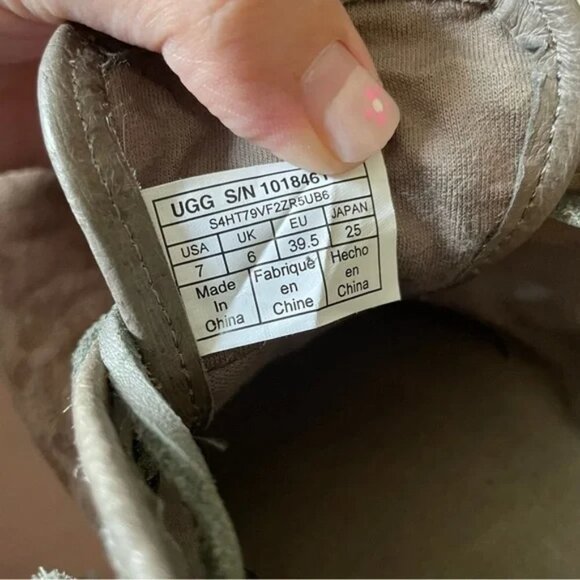 UGG S/N 1018461
S4HT79VF2ZR5UB6
USA UK EU JAPAN
7 6 39.5 25
Made In China
Fabriqué en Chine
Hecho en China